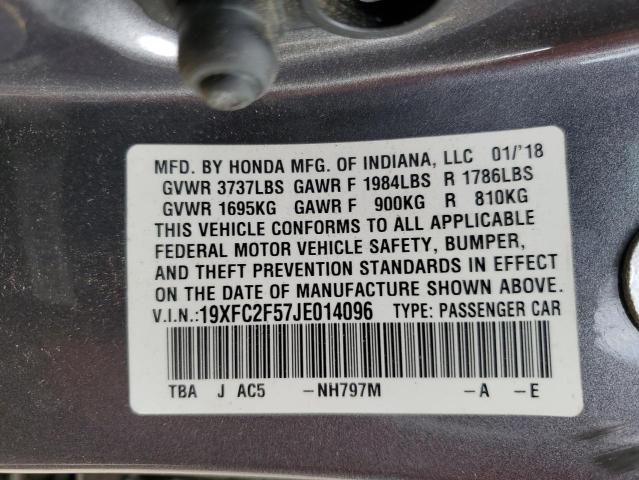 MFD. BY HONDA MFG. OF INDIANA, LLC 01/'18
GVWR 3737LBS GAWR F 1984LBS R 1786LBS
GVWR 1695KG GAWR F 900KG R 810KG
THIS VEHICLE CONFORMS TO ALL APPLICABLE
FEDERAL MOTOR VEHICLE SAFETY, BUMPER,
AND THEFT PREVENTION STANDARDS IN EFFECT
ON THE DATE OF MANUFACTURE SHOWN ABOVE.
V.I.N.:19XFC2F57JE014096 TYPE: PASSENGER CAR
TBA J AC5 -NH797M -A -E